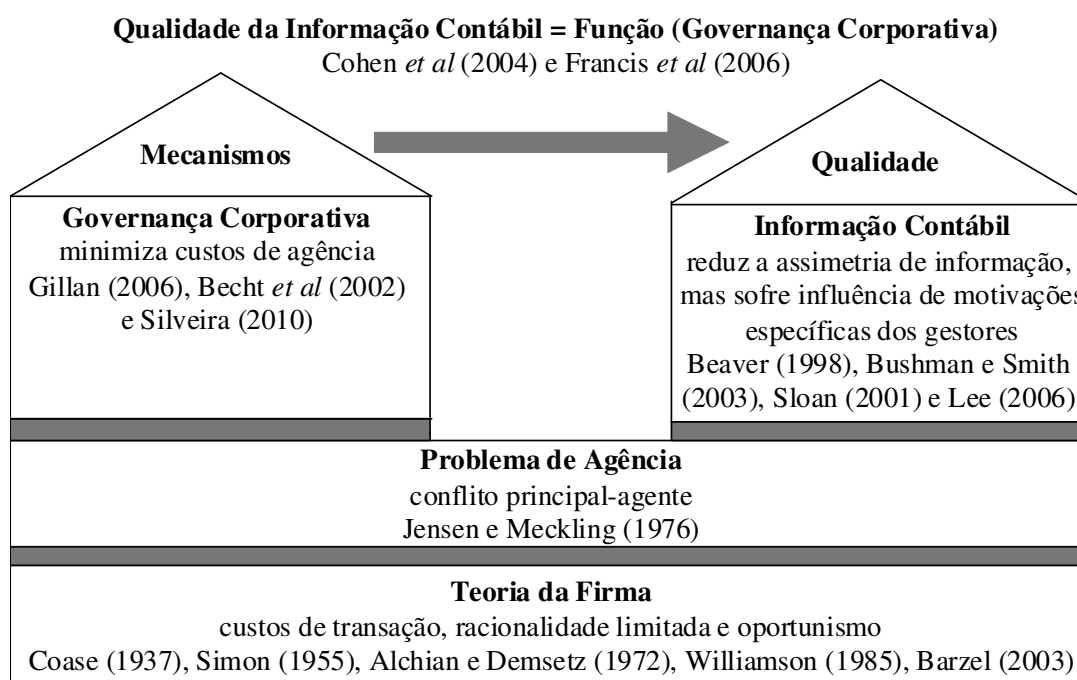 Qualidade da Informação Contábil = Função (Governança Corporativa)
Cohen et al (2004) e Francis et al (2006)
Mecanismos
Governança Corporativa
minimiza custos de agência
Gillan (2006), Becht et al (2002)
e Silveira (2010)
Qualidade
Informação Contábil
reduz a assimetria de informação,
mas sofre influência de motivações
específicas dos gestores
Beaver (1998), Bushman e Smith
(2003), Sloan (2001) e Lee (2006)
Problema de Agência
conflito principal-agente
Jensen e Meckling (1976)
Teoria da Firma
custos de transação, racionalidade limitada e oportunismo
Coase (1937), Simon (1955), Alchian e Demsetz (1972), Williamson (1985), Barzel (2003)